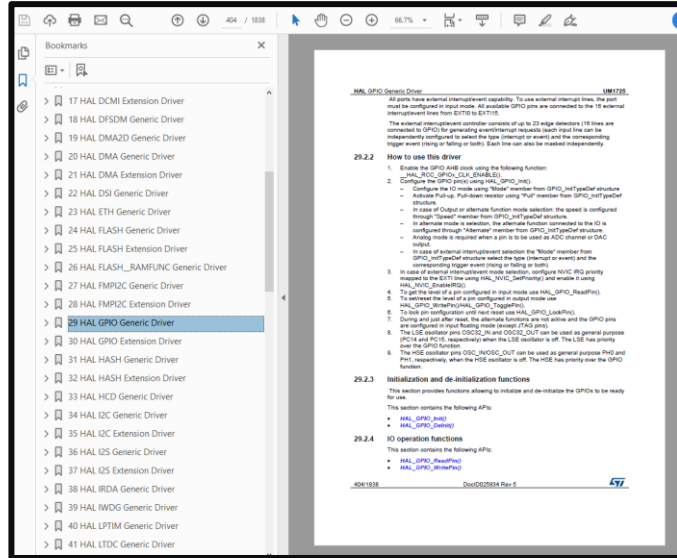 404 / 1838
66.7%
Bookmarks
17 HAL DCMI Extension Driver
18 HAL DFSDM Generic Driver
19 HAL DMA2D Generic Driver
20 HAL DMA Generic Driver
21 HAL DMA Extension Driver
22 HAL DSI Generic Driver
23 HAL ETH Generic Driver
24 HAL FLASH Generic Driver
25 HAL FLASH Extension Driver
26 HAL FLASH__RAMFUNC Generic Driver
27 HAL FMPI2C Generic Driver
28 HAL FMPI2C Extension Driver
29 HAL GPIO Generic Driver
30 HAL GPIO Extension Driver
31 HAL HASH Generic Driver
32 HAL HASH Extension Driver
33 HAL HCD Generic Driver
34 HAL I2C Generic Driver
35 HAL I2C Extension Driver
36 HAL I2S Generic Driver
37 HAL I2S Extension Driver
38 HAL IRDA Generic Driver
39 HAL IWDG Generic Driver
40 HAL LPTIM Generic Driver
41 HAL LTDC Generic Driver
HAL GPIO Generic Driver UM1725
All ports have external interrupt/event capability. To use external interrupt lines, the port
must be configured in input mode. All available GPIO pins are connected to the 16 external
interrupt/event lines from EXTI0 to EXTI15.
The external interrupt/event controller consists of up to 23 edge detectors (16 lines are
connected to GPIO) for generating event/interrupt requests (each input line can be
independently configured to select the type (interrupt or event) and the corresponding
trigger event (rising or falling or both). Each line can also be masked independently.
29.2.2 How to use this driver
1. Enable the GPIO AHB clock using the following function:
__HAL_RCC_GPIOx_CLK_ENABLE().
2. Configure the GPIO pin(s) using HAL_GPIO_Init().
– Configure the IO mode using "Mode" member from GPIO_InitTypeDef structure
– Activate Pull-up, Pull-down resistor using "Pull" member from GPIO_InitTypeDef
structure.
– In case of Output or alternate function mode selection: the speed is configured
through "Speed" member from GPIO_InitTypeDef structure.
– In alternate mode is selection, the alternate function connected to the IO is
configured through "Alternate" member from GPIO_InitTypeDef structure.
– Analog mode is required when a pin is to be used as ADC channel or DAC
output.
– In case of external interrupt/event selection the "Mode" member from
GPIO_InitTypeDef structure select the type (interrupt or event) and the
corresponding trigger event (rising or falling or both).
3. In case of external interrupt/event mode selection, configure NVIC IRQ priority
mapped to the EXTI line using HAL_NVIC_SetPriority() and enable it using
HAL_NVIC_EnableIRQ().
4. To get the level of a pin configured in input mode use HAL_GPIO_ReadPin().
5. To set/reset the level of a pin configured in output mode use
HAL_GPIO_WritePin()/HAL_GPIO_TogglePin().
6. To lock pin configuration until next reset use HAL_GPIO_LockPin().
7. During and just after reset, the alternate functions are not active and the GPIO pins
are configured in input floating mode (except JTAG pins).
8. The LSE oscillator pins OSC32_IN and OSC32_OUT can be used as general purpose
(PC14 and PC15, respectively) when the LSE oscillator is off. The LSE has priority
over the GPIO function.
9. The HSE oscillator pins OSC_IN/OSC_OUT can be used as general purpose PH0 and
PH1, respectively, when the HSE oscillator is off. The HSE has priority over the GPIO
function.
29.2.3 Initialization and de-initialization functions
This section provides functions allowing to initialize and de-initialize the GPIOs to be ready
for use.
This section contains the following APIs:
• HAL_GPIO_Init()
• HAL_GPIO_DeInit()
29.2.4 IO operation functions
This section contains the following APIs:
• HAL_GPIO_ReadPin()
• HAL_GPIO_WritePin()
404/1838 DocID025834 Rev 5